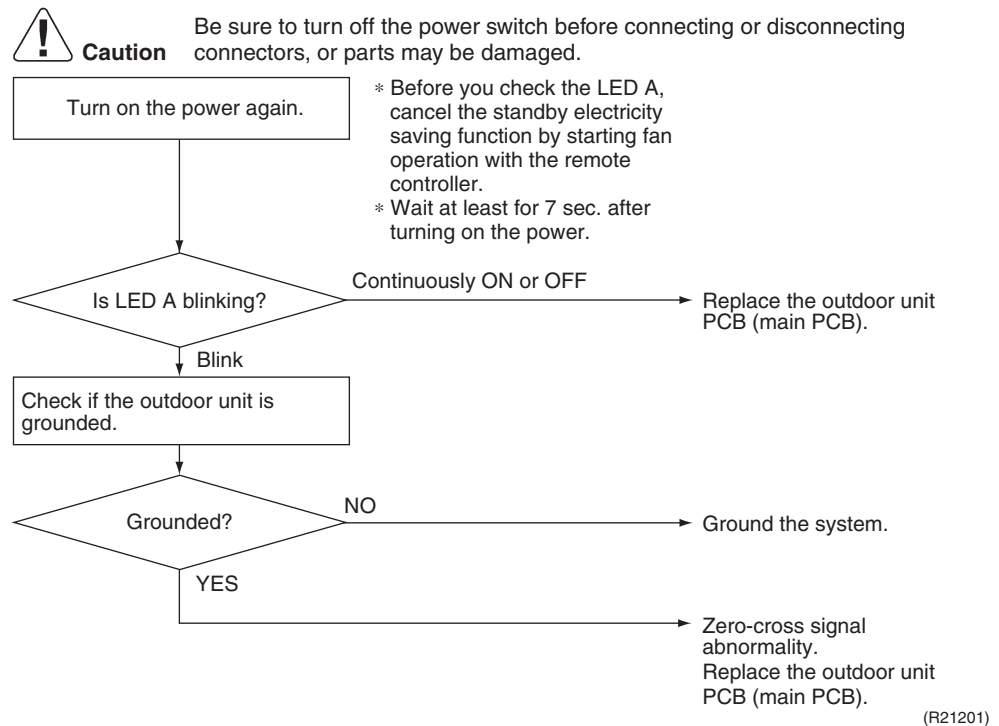 Be sure to turn off the power switch before connecting or disconnecting
Caution connectors, or parts may be damaged.
Turn on the power again.
* Before you check the LED A,
cancel the standby electricity
saving function by starting fan
operation with the remote
controller.
* Wait at least for 7 sec. after
turning on the power.
Is LED A blinking?
Continuously ON or OFF
Replace the outdoor unit
PCB (main PCB).
Blink
Check if the outdoor unit is
grounded.
Grounded?
NO
Ground the system.
YES
Zero-cross signal
abnormality.
Replace the outdoor unit
PCB (main PCB).
(R21201)